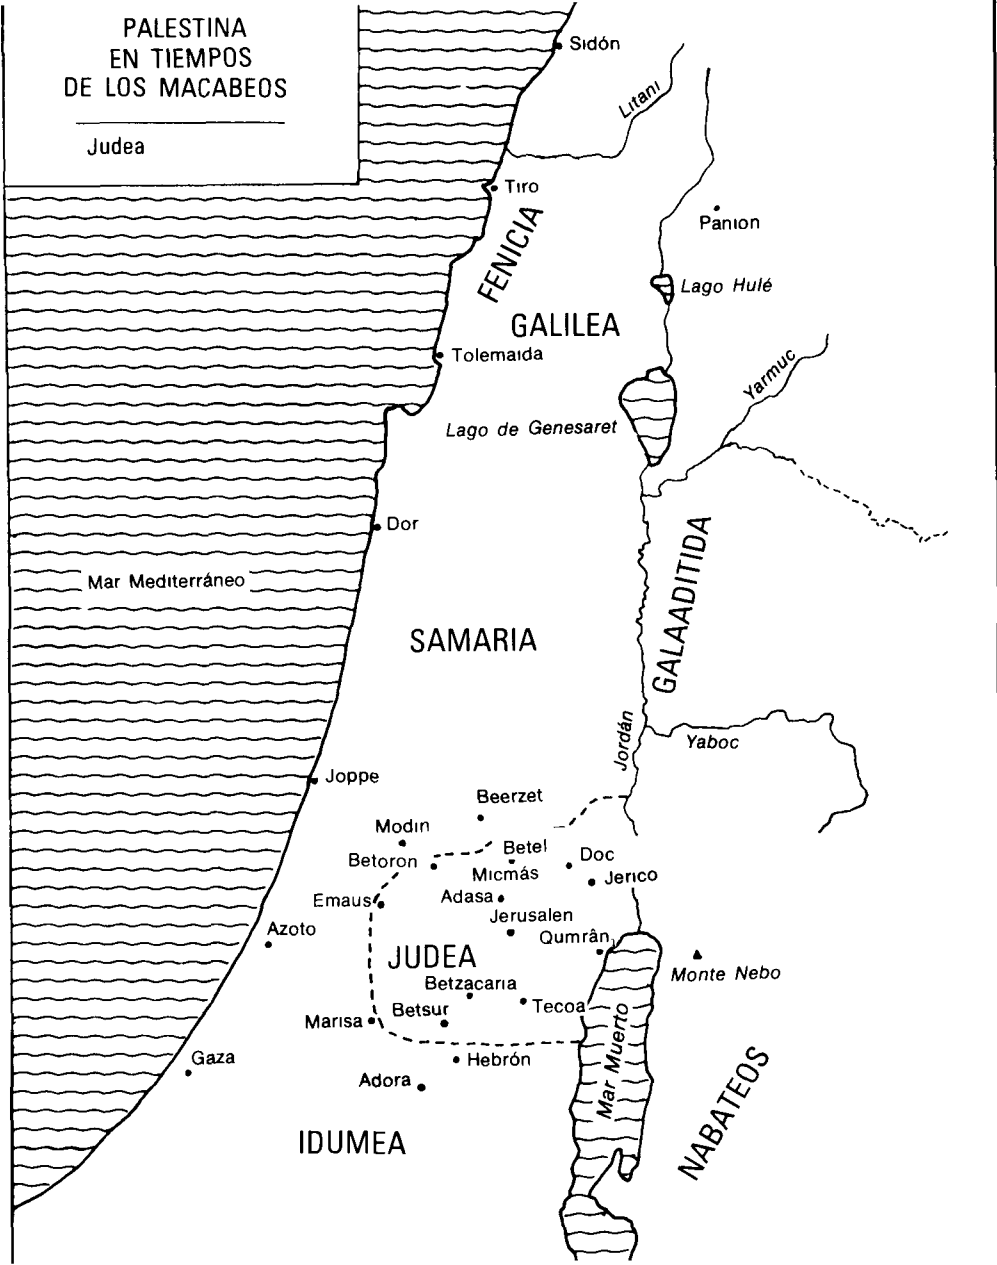 PALESTINA
EN TIEMPOS
DE LOS MACABEOS
Judea
Sidón
Litani
Tiro
Panion
FENICIA
Lago Hulé
GALILEA
Tolemaida
Yarmuc
Lago de Genesaret
Dor
Mar Mediterráneo
GALAADITIDA
SAMARIA
Jordán
Yaboc
Joppe
Beerzet
Modin
Betel
Betoron
Doc
Micmás
Jerico
Emaus
Adasa
Jerusalen
Azoto
Qumrân
JUDEA
Monte Nebo
Betzacaria
Betsur
Tecoa
Marisa
Mar Muerto
Gaza
Hebrón
Adora
NABATEOS
IDUMEA